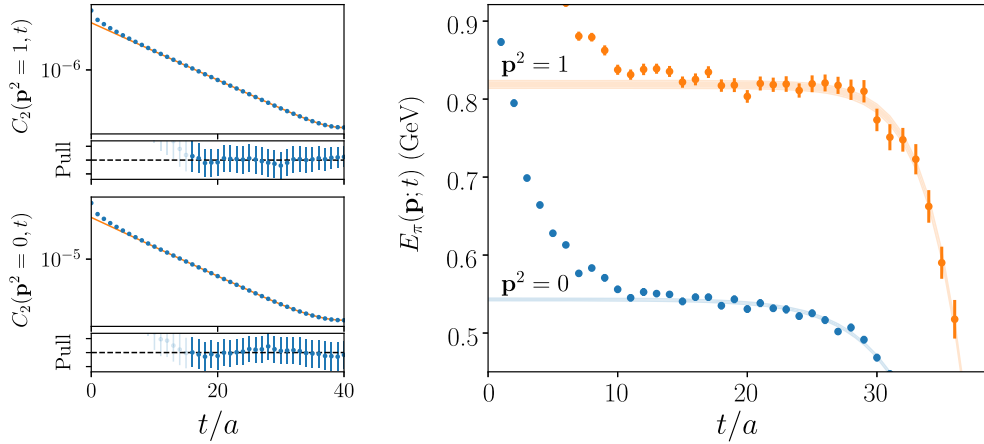 C₂(p² = 1, t)
10⁻⁶
Pull
C₂(p² = 0, t)
10⁻⁵
Pull
0 20 40
t/a
E_π(p; t) (GeV)
0.9
0.8
0.7
0.6
0.5
p² = 1
p² = 0
0 10 20 30
t/a